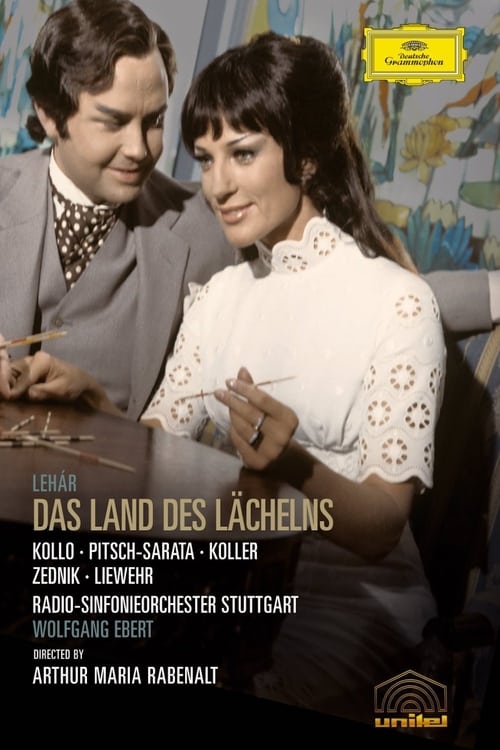 Deutsche
Grammophon
LEHÁR
DAS LAND DES LÄCHELNS
KOLLO · PITSCH-SARATA · KOLLER
ZEDNIK · LIEWEHR
RADIO-SINFONIEORCHESTER STUTTGART
WOLFGANG EBERT
DIRECTED BY
ARTHUR MARIA RABENALT
unitel